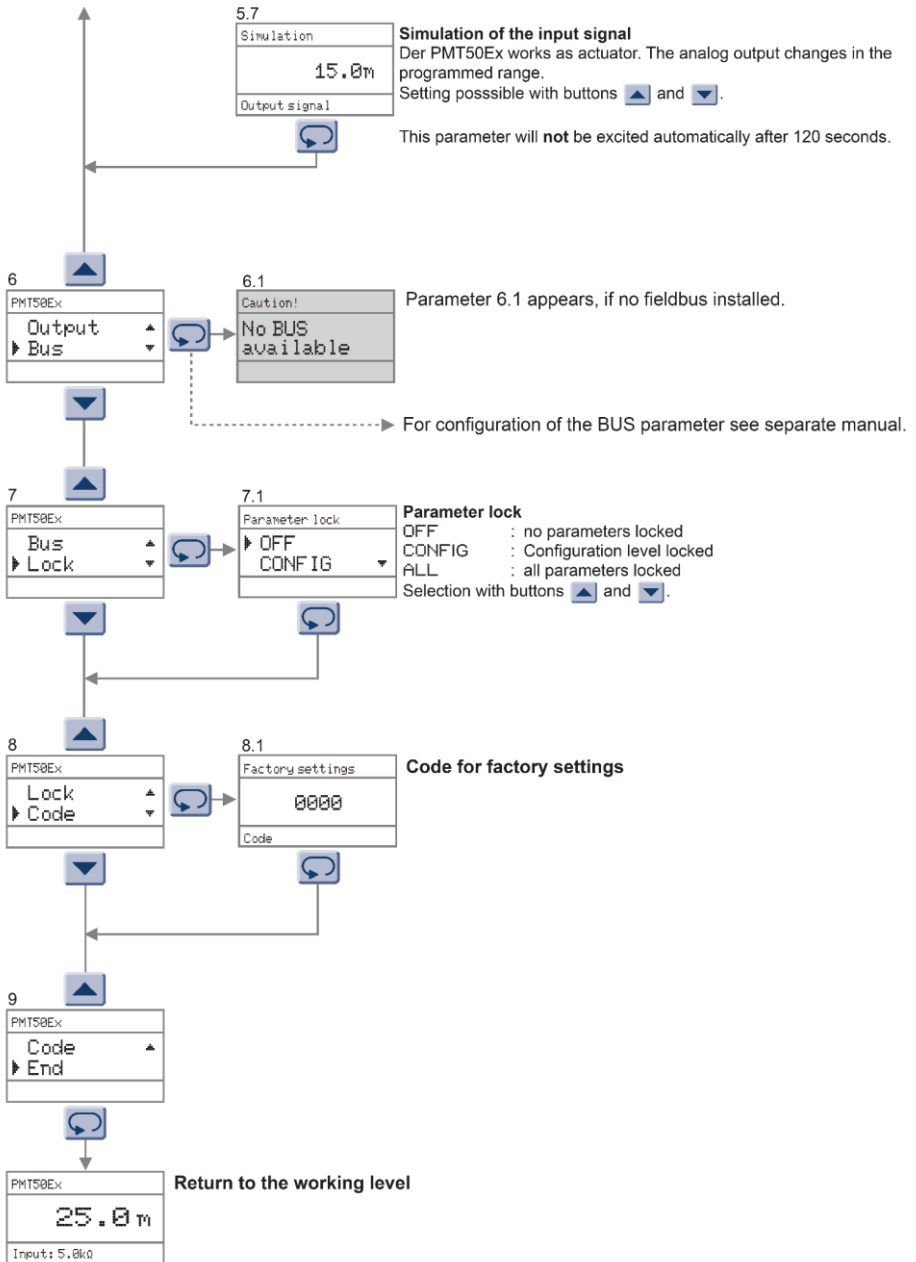 5.7
Simulation
15.0m
Output signal
Simulation of the input signal
Der PMT50Ex works as actuator. The analog output changes in the
programmed range.
Setting posssible with buttons and .
This parameter will not be excited automatically after 120 seconds.
6
PMT50Ex
Output
Bus
6.1
Caution!
No BUS
available
Parameter 6.1 appears, if no fieldbus installed.
For configuration of the BUS parameter see separate manual.
7
PMT50Ex
Bus
Lock
7.1
Parameter lock
OFF
CONFIG
Parameter lock
OFF : no parameters locked
CONFIG : Configuration level locked
ALL : all parameters locked
Selection with buttons and .
8
PMT50Ex
Lock
Code
8.1
Factory settings
0000
Code
Code for factory settings
9
PMT50Ex
Code
End
PMT50Ex
25.0 m
Input: 5.0kΩ
Return to the working level